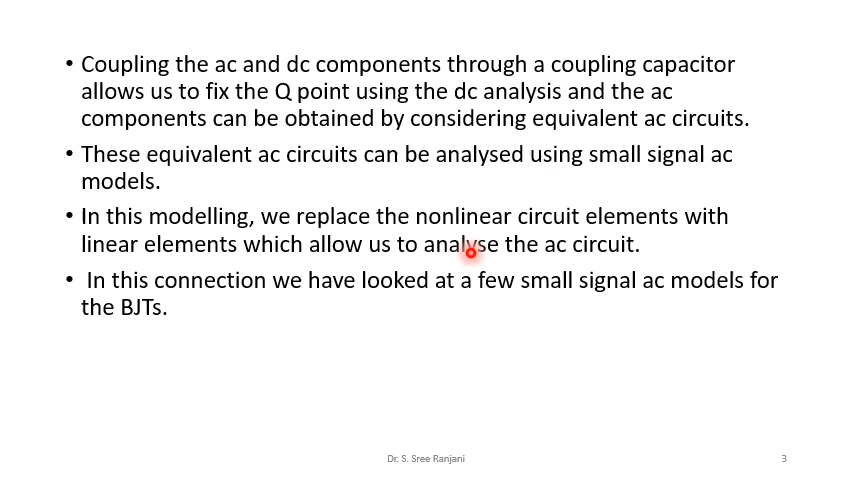 • Coupling the ac and dc components through a coupling capacitor
allows us to fix the Q point using the dc analysis and the ac
components can be obtained by considering equivalent ac circuits.
• These equivalent ac circuits can be analysed using small signal ac
models.
• In this modelling, we replace the nonlinear circuit elements with
linear elements which allow us to analyse the ac circuit.
• In this connection we have looked at a few small signal ac models for
the BJTs.
Dr. S. Sree Ranjani
3